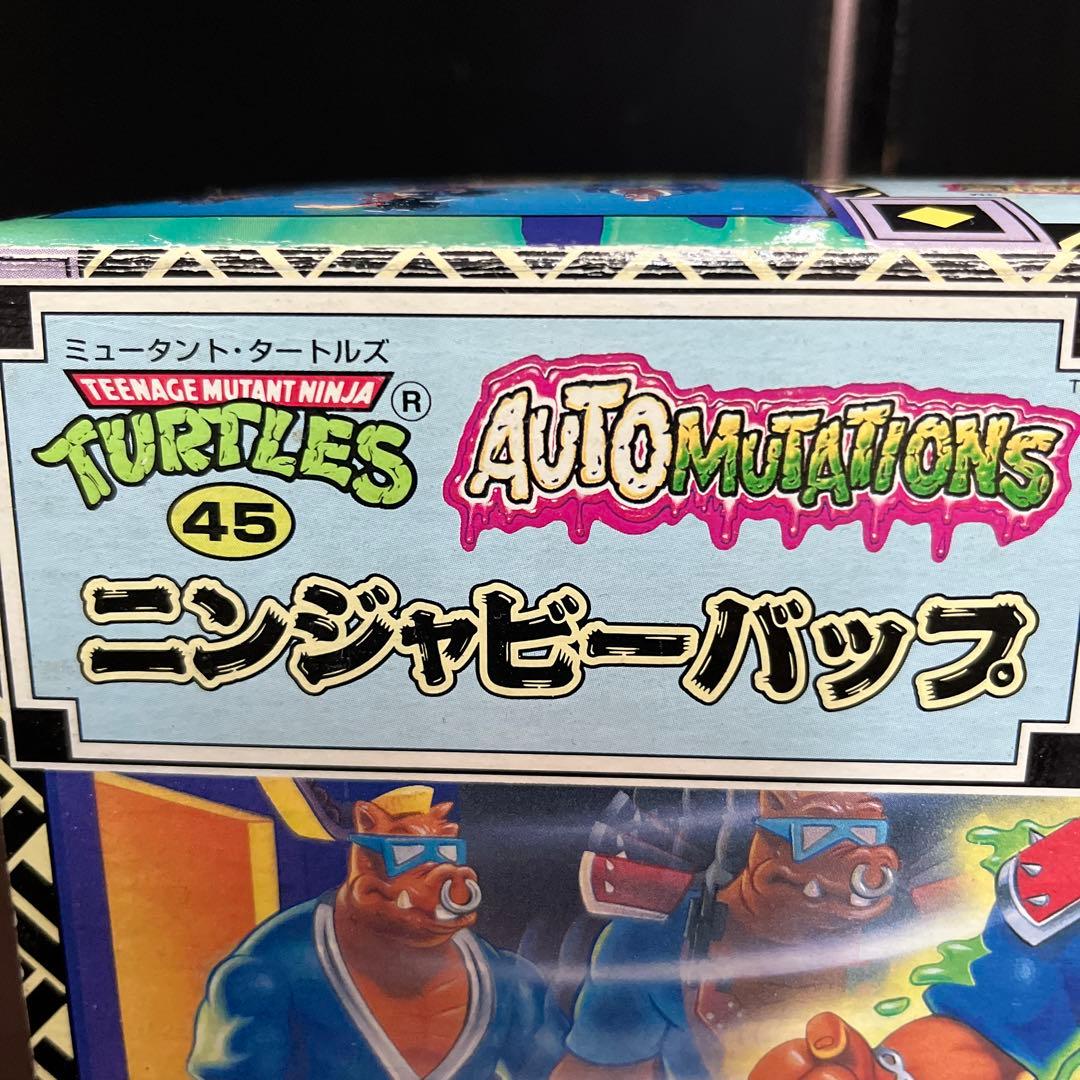 ミュータント・タートルズ
TEENAGE MUTANT NINJA
TURTLES ®
AUTOMUTATIONS
45
ニンジャビーバップ